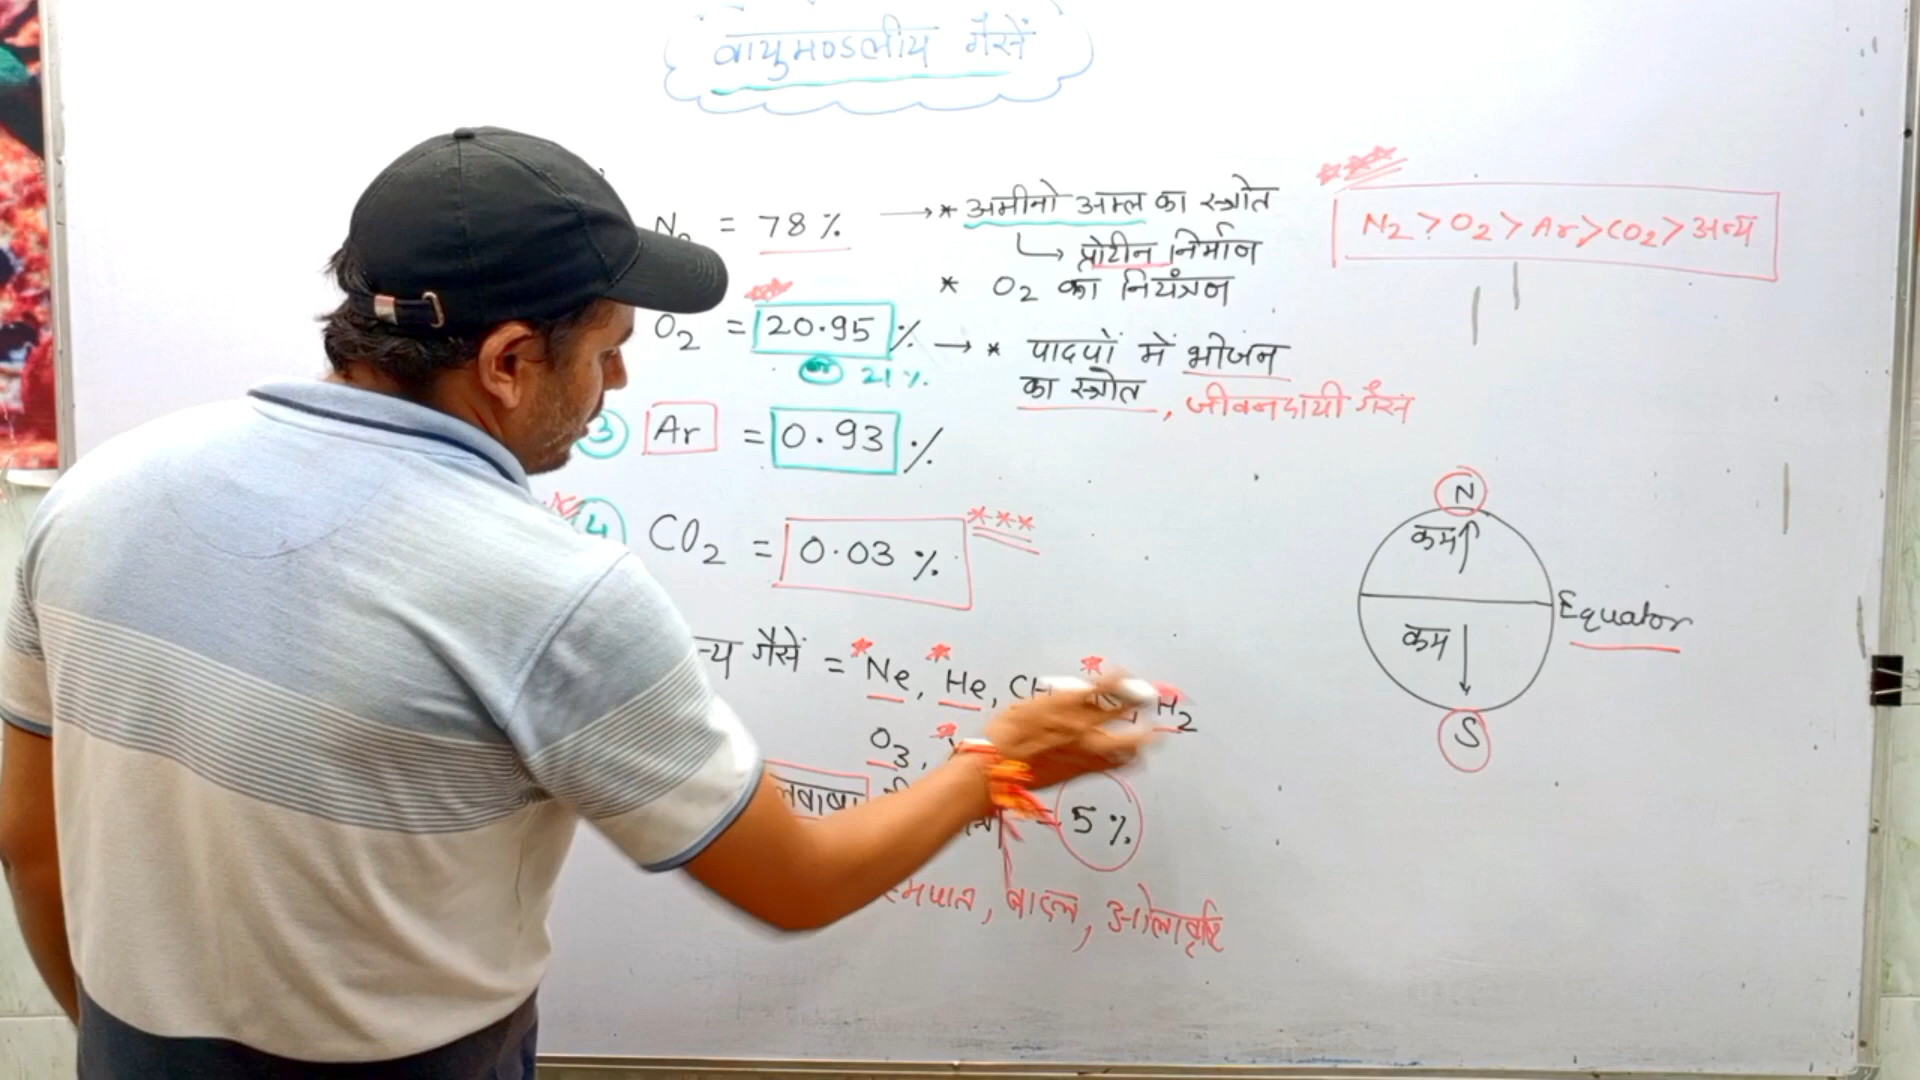 वायुमण्डलीय गैसें
N2 = 78 % → * अमीनो अम्ल का स्त्रोत
↳ प्रोटीन निर्माण
* O2 का नियंत्रन
O2 = 20.95 % → * पादपों में भोजन
21 %
का स्त्रोत, जीवनदायी गैस
3 Ar = 0.93 %
4 CO2 = 0.03 % ***
गैसें = *Ne, *He,
H2
O3,
5 %
बादल, ओलावृष्टि
*** N2 > O2 > Ar > CO2 > अन्य
N
कम ↑
Equator
कम ↓
S